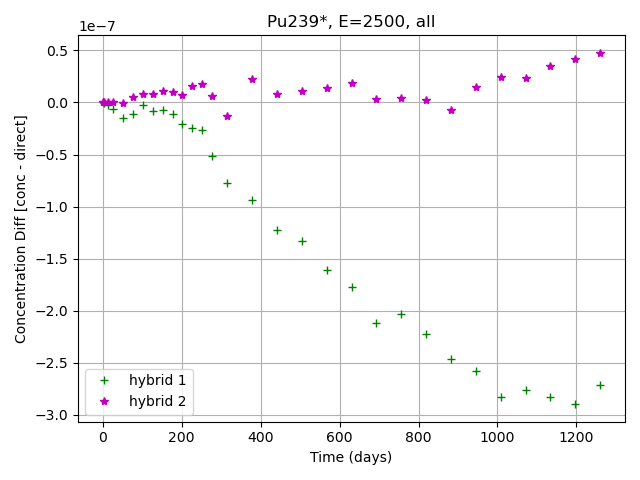 Pu239*, E=2500, all
1e−7
0.5
0.0
−0.5
−1.0
−1.5
−2.0
−2.5
−3.0
Concentration Diff [conc - direct]
hybrid 1
hybrid 2
0 200 400 600 800 1000 1200
Time (days)